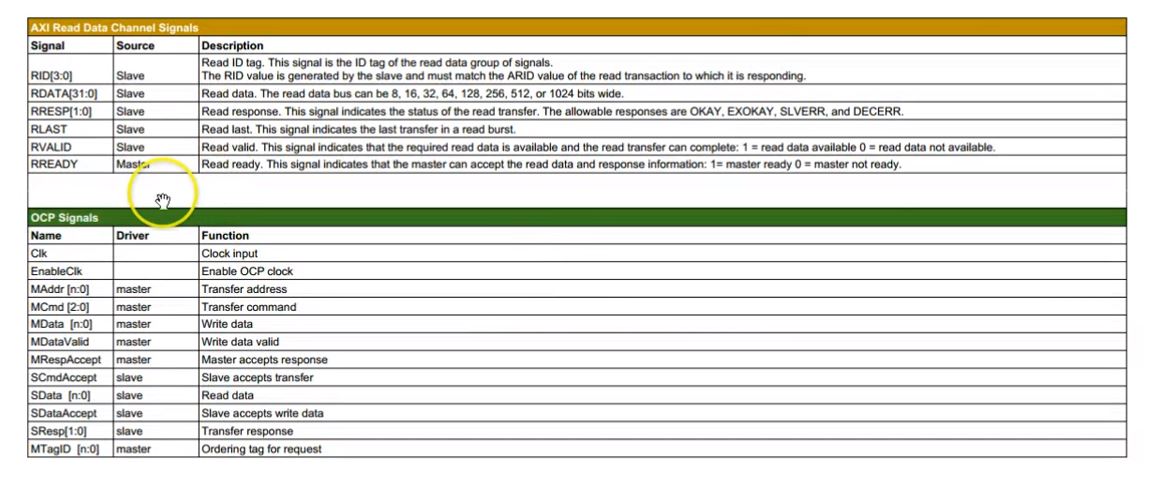 AXI Read Data Channel Signals
Signal Source Description
Read ID tag. This signal is the ID tag of the read data group of signals.
RID[3:0] Slave The RID value is generated by the slave and must match the ARID value of the read transaction to which it is responding.
RDATA[31:0] Slave Read data. The read data bus can be 8, 16, 32, 64, 128, 256, 512, or 1024 bits wide.
RRESP[1:0] Slave Read response. This signal indicates the status of the read transfer. The allowable responses are OKAY, EXOKAY, SLVERR, and DECERR.
RLAST Slave Read last. This signal indicates the last transfer in a read burst.
RVALID Slave Read valid. This signal indicates that the required read data is available and the read transfer can complete: 1 = read data available 0 = read data not available.
RREADY Master Read ready. This signal indicates that the master can accept the read data and response information: 1= master ready 0 = master not ready.
OCP Signals
Name Driver Function
Clk Clock input
EnableClk Enable OCP clock
MAddr [n:0] master Transfer address
MCmd [2:0] master Transfer command
MData [n:0] master Write data
MDataValid master Write data valid
MRespAccept master Master accepts response
SCmdAccept slave Slave accepts transfer
SData [n:0] slave Read data
SDataAccept slave Slave accepts write data
SResp[1:0] slave Transfer response
MTagID [n:0] master Ordering tag for request